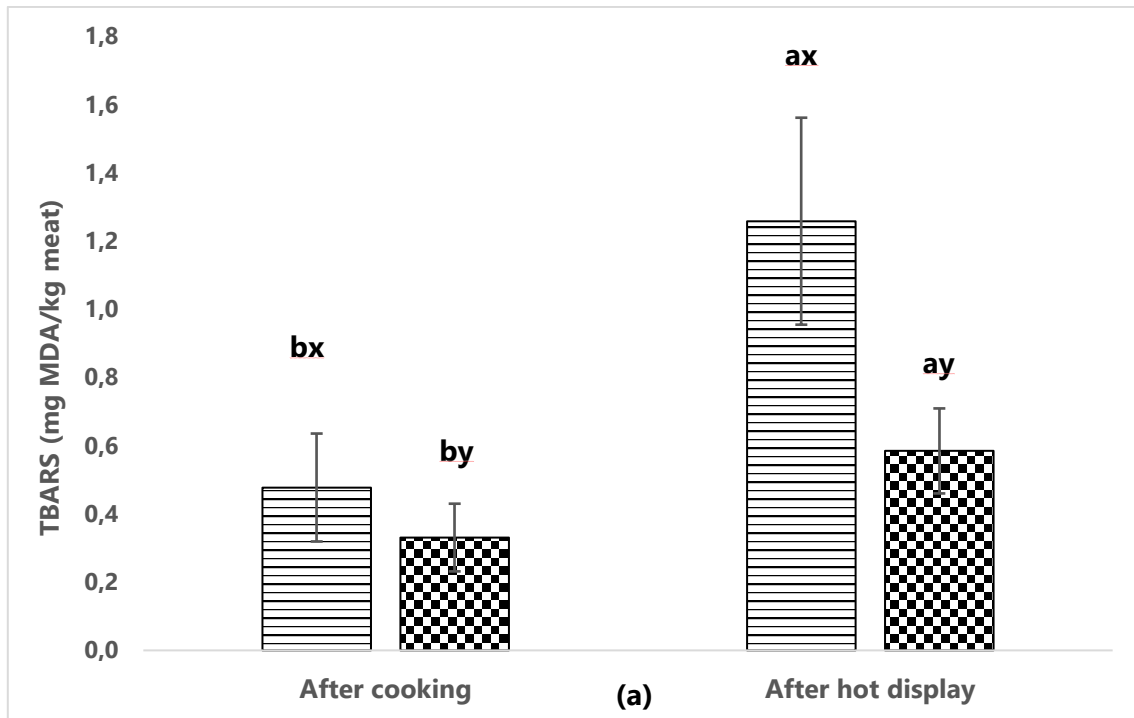 TBARS (mg MDA/kg meat)
1,8
1,6
1,4
1,2
1,0
0,8
0,6
0,4
0,2
0,0
bx
by
ax
ay
After cooking
After hot display
(a)